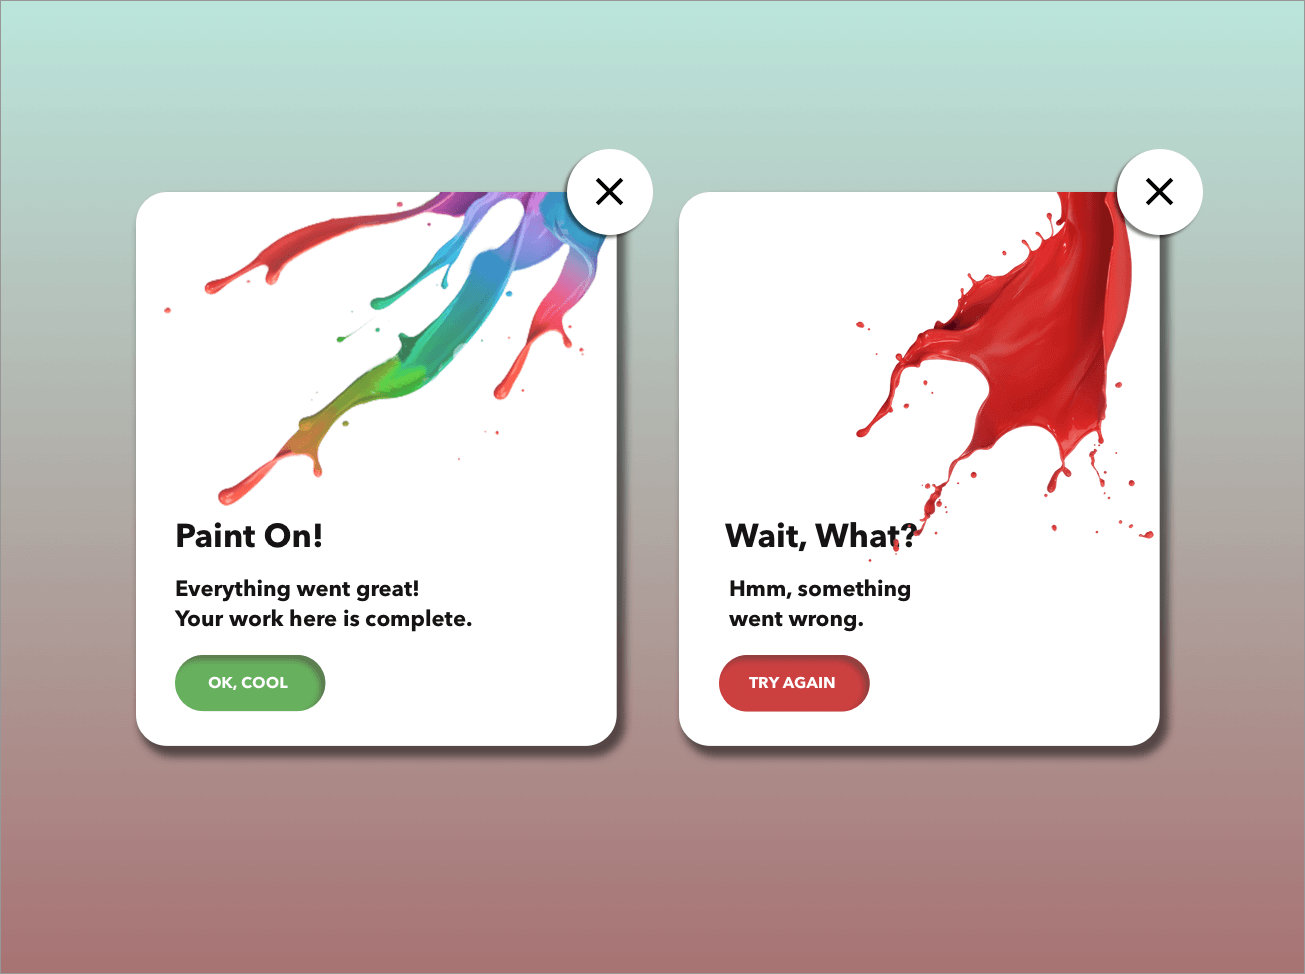 Paint On!
Everything went great!
Your work here is complete.
OK, COOL
Wait, What?
Hmm, something
went wrong.
TRY AGAIN